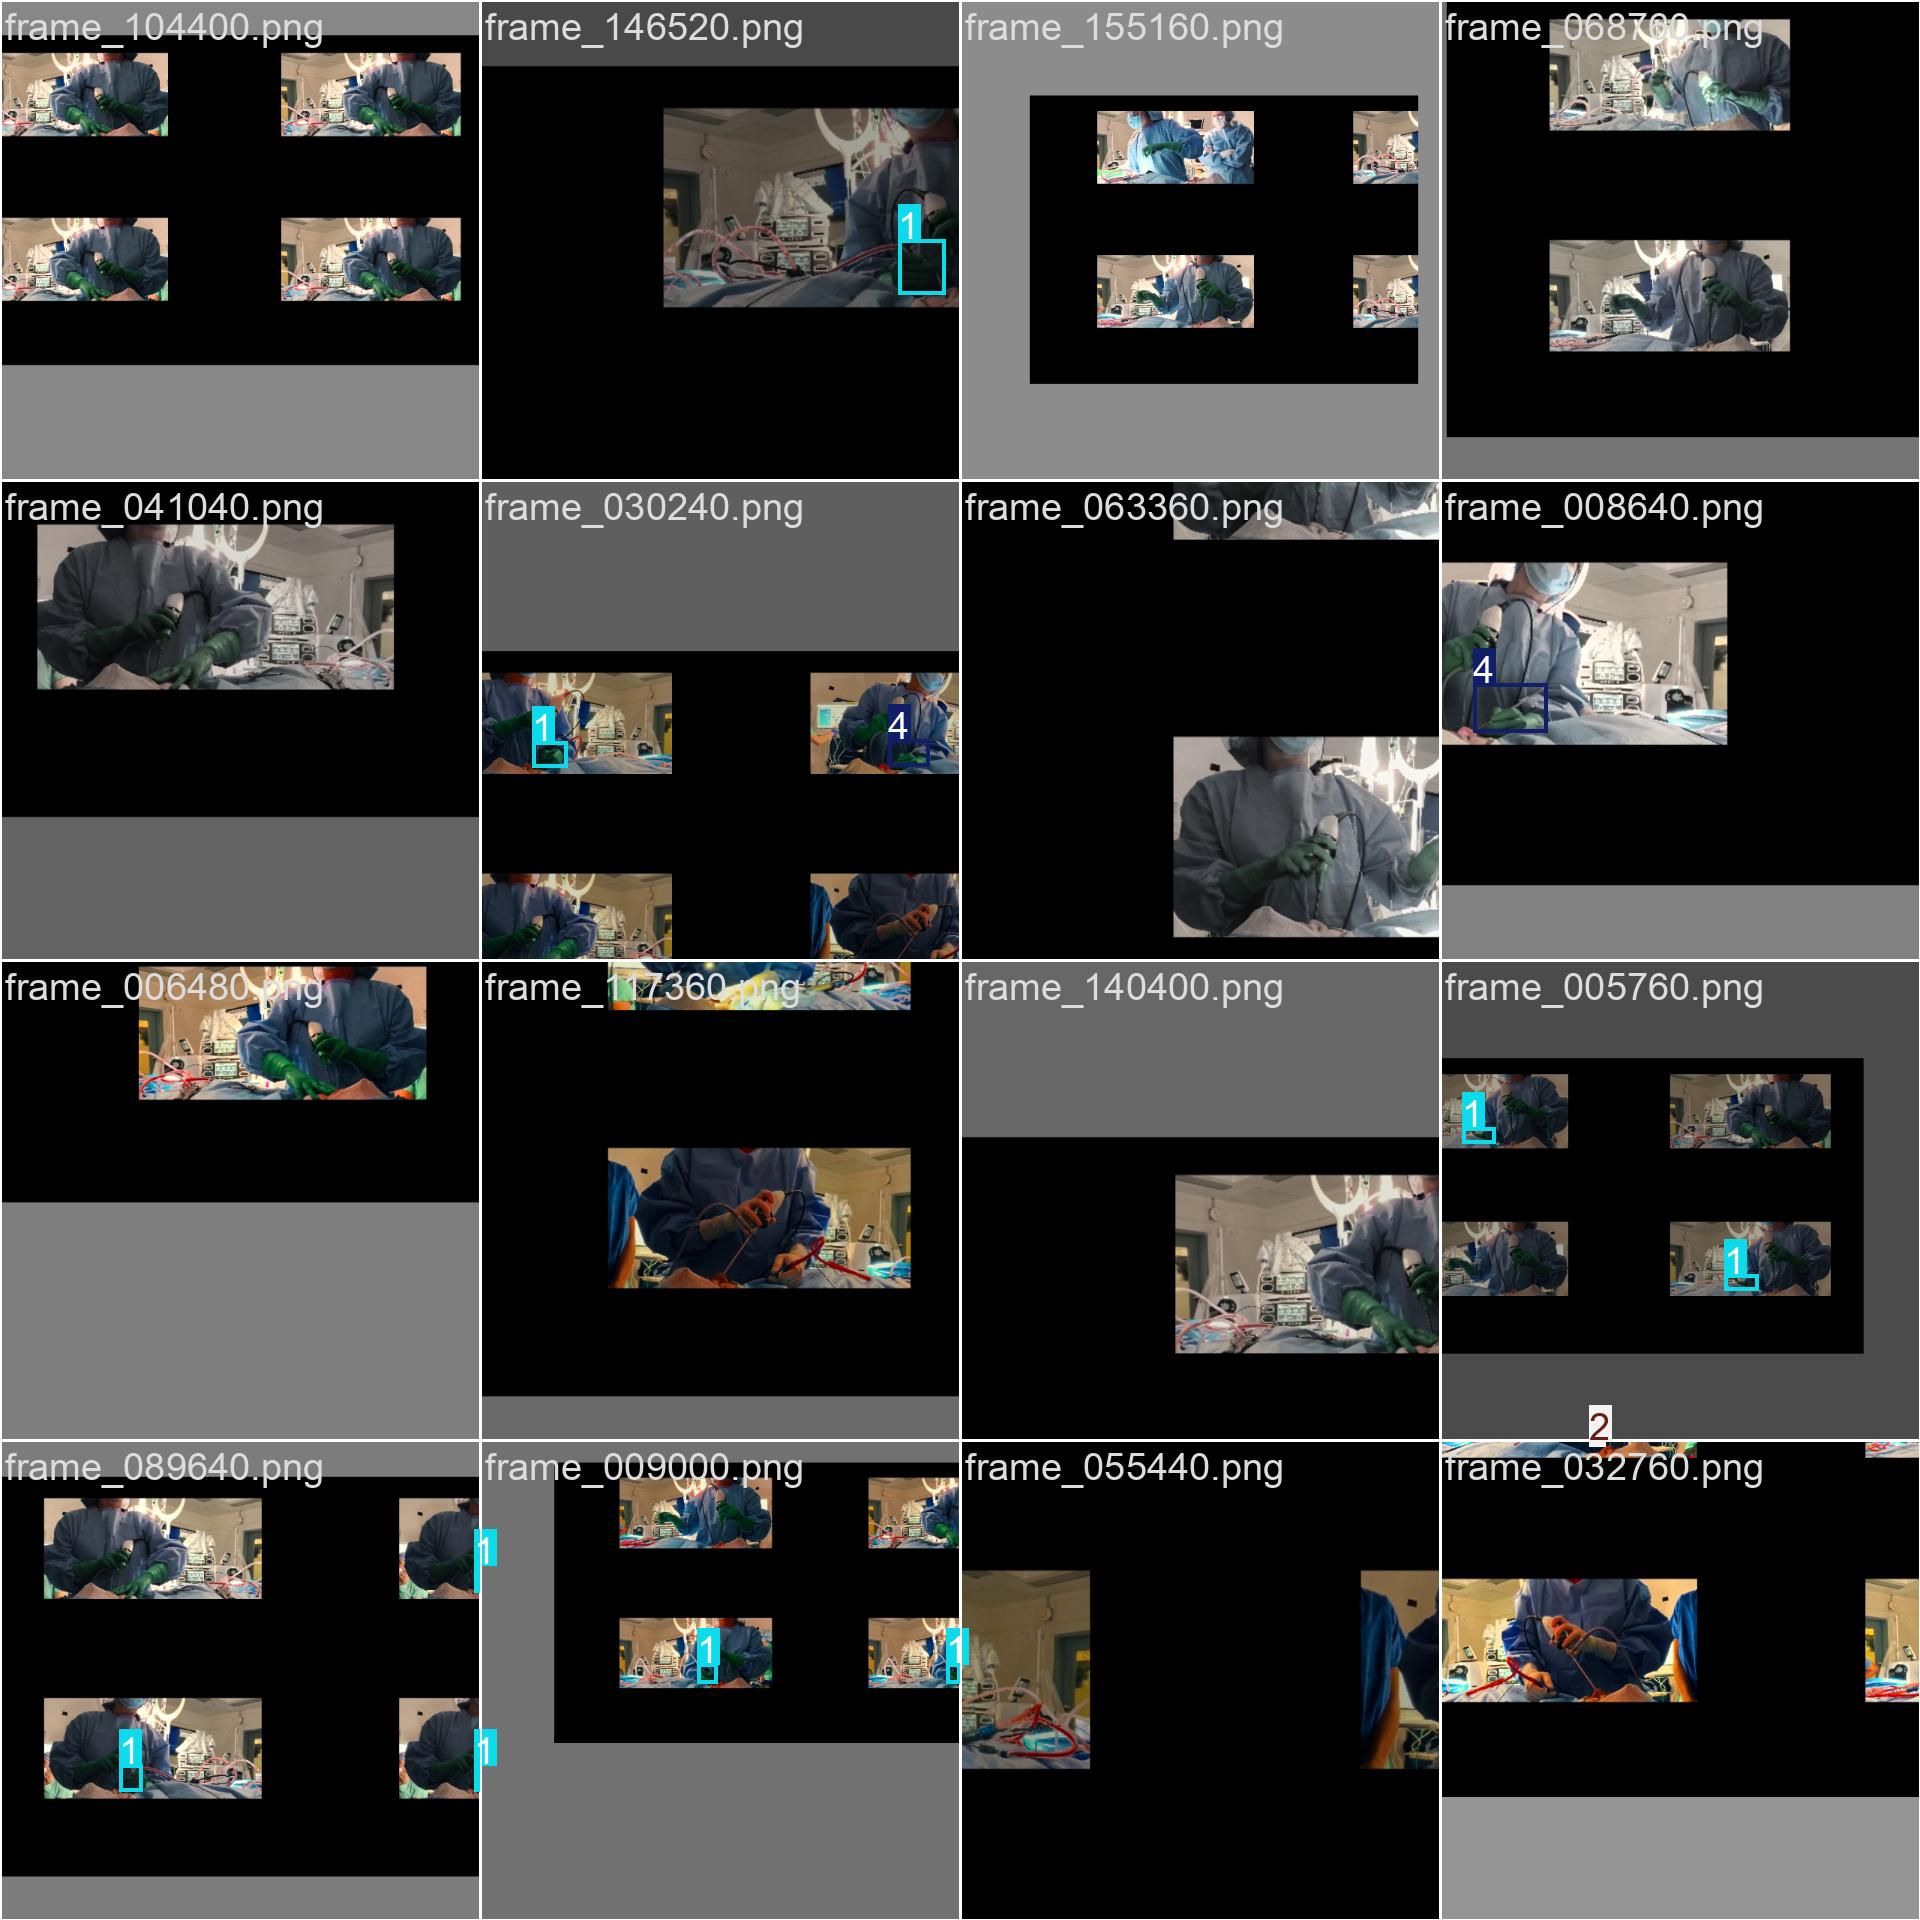 frame_104400.png
frame_146520.png
frame_155160.png
frame_068760.png
1
frame_041040.png
frame_030240.png
frame_063360.png
frame_008640.png
1
4
4
frame_006480.png
frame_117360.png
frame_140400.png
frame_005760.png
1
1
2
frame_089640.png
frame_009000.png
frame_055440.png
frame_032760.png
1
1
1
1
1